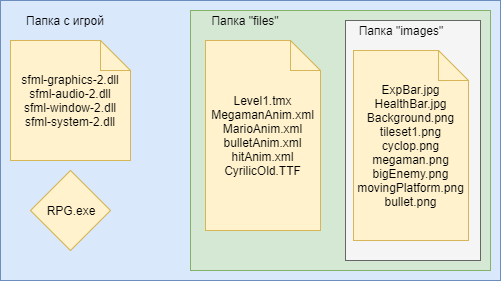 Папка с игрой
sfml-graphics-2.dll
sfml-audio-2.dll
sfml-window-2.dll
sfml-system-2.dll
RPG.exe
Папка "files"
Level1.tmx
MegamanAnim.xml
MarioAnim.xml
bulletAnim.xml
hitAnim.xml
CyrilicOld.TTF
Папка "images"
ExpBar.jpg
HealthBar.jpg
Background.png
tileset1.png
cyclop.png
megaman.png
bigEnemy.png
movingPlatform.png
bullet.png